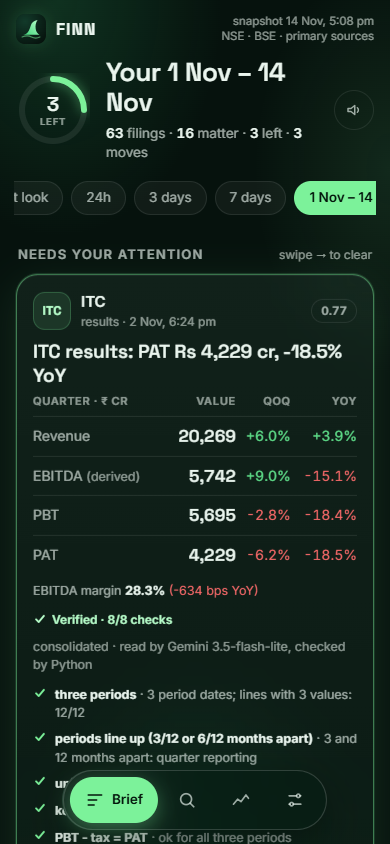 FINN
snapshot 14 Nov, 5:08 pm
NSE · BSE · primary sources
3
LEFT
Your 1 Nov – 14
Nov
63 filings · 16 matter · 3 left · 3
moves
t look
24h
3 days
7 days
1 Nov – 14
NEEDS YOUR ATTENTION
swipe → to clear
ITC
ITC
results · 2 Nov, 6:24 pm
0.77
ITC results: PAT Rs 4,229 cr, -18.5%
YoY
QUARTER · ₹ CR VALUE QOQ YOY
Revenue 20,269 +6.0% +3.9%
EBITDA (derived) 5,742 +9.0% -15.1%
PBT 5,695 -2.8% -18.4%
PAT 4,229 -6.2% -18.5%
EBITDA margin 28.3% (-634 bps YoY)
✓ Verified · 8/8 checks
consolidated · read by Gemini 3.5-flash-lite, checked
by Python
✓ three periods · 3 period dates; lines with 3 values:
12/12
✓ periods line up (3/12 or 6/12 months apart) · 3 and
12 months apart: quarter reporting
Brief
✓ PBT - tax = PAT · ok for all three periods